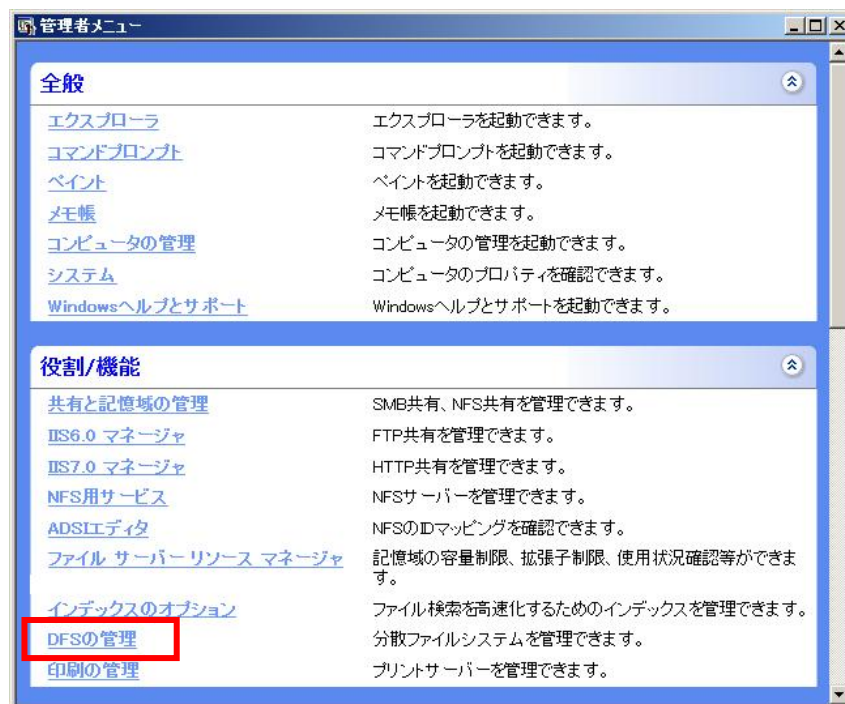 管理者メニュー
全般
エクスプローラ エクスプローラを起動できます。
コマンドプロンプト コマンドプロンプトを起動できます。
ペイント ペイントを起動できます。
メモ帳 メモ帳を起動できます。
コンピュータの管理 コンピュータの管理を起動できます。
システム コンピュータのプロパティを確認できます。
Windowsヘルプとサポート Windowsヘルプとサポートを起動できます。
役割/機能
共有と記憶域の管理 SMB共有、NFS共有を管理できます。
IIS6.0 マネージャ FTP共有を管理できます。
IIS7.0 マネージャ HTTP共有を管理できます。
NFS用サービス NFSサーバーを管理できます。
ADSIエディタ NFSのIDマッピングを確認できます。
ファイル サーバー リソース マネージャ 記憶域の容量制限、拡張子制限、使用状況確認等ができま
す。
インデックスのオプション ファイル検索を高速化するためのインデックスを管理できます。
DFSの管理 分散ファイルシステムを管理できます。
印刷の管理 プリントサーバーを管理できます。